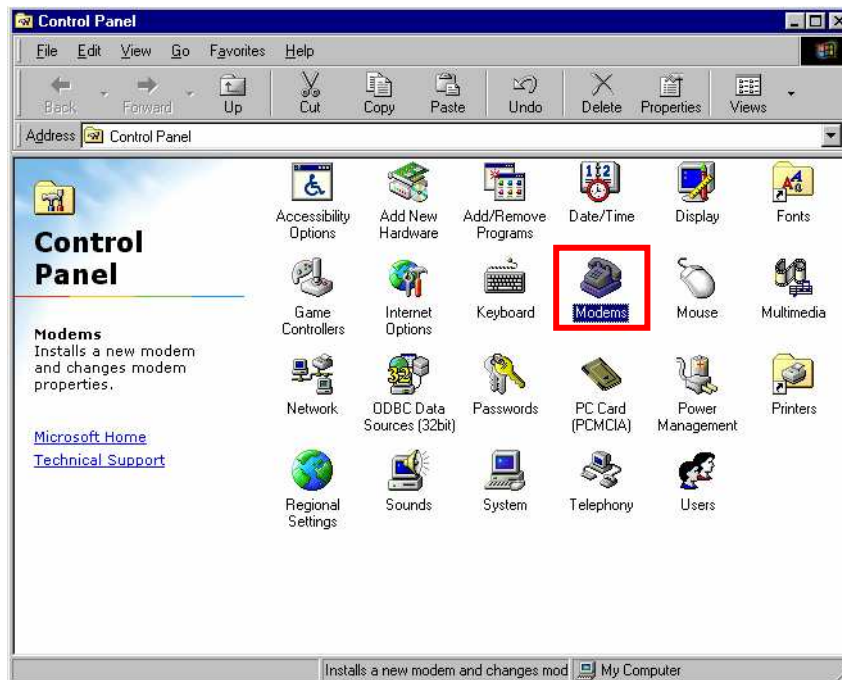 Control Panel
File Edit View Go Favorites Help
Back Forward Up Cut Copy Paste Undo Delete Properties Views
Address Control Panel
Control
Panel
Modems
Installs a new modem
and changes modem
properties.
Microsoft Home
Technical Support
Accessibility
Options
Add New
Hardware
Add/Remove
Programs
Date/Time
Display
Fonts
Game
Controllers
Internet
Options
Keyboard
Modems
Mouse
Multimedia
Network
ODBC Data
Sources (32bit)
Passwords
PC Card
(PCMCIA)
Power
Management
Printers
Regional
Settings
Sounds
System
Telephony
Users
Installs a new modem and changes mod My Computer